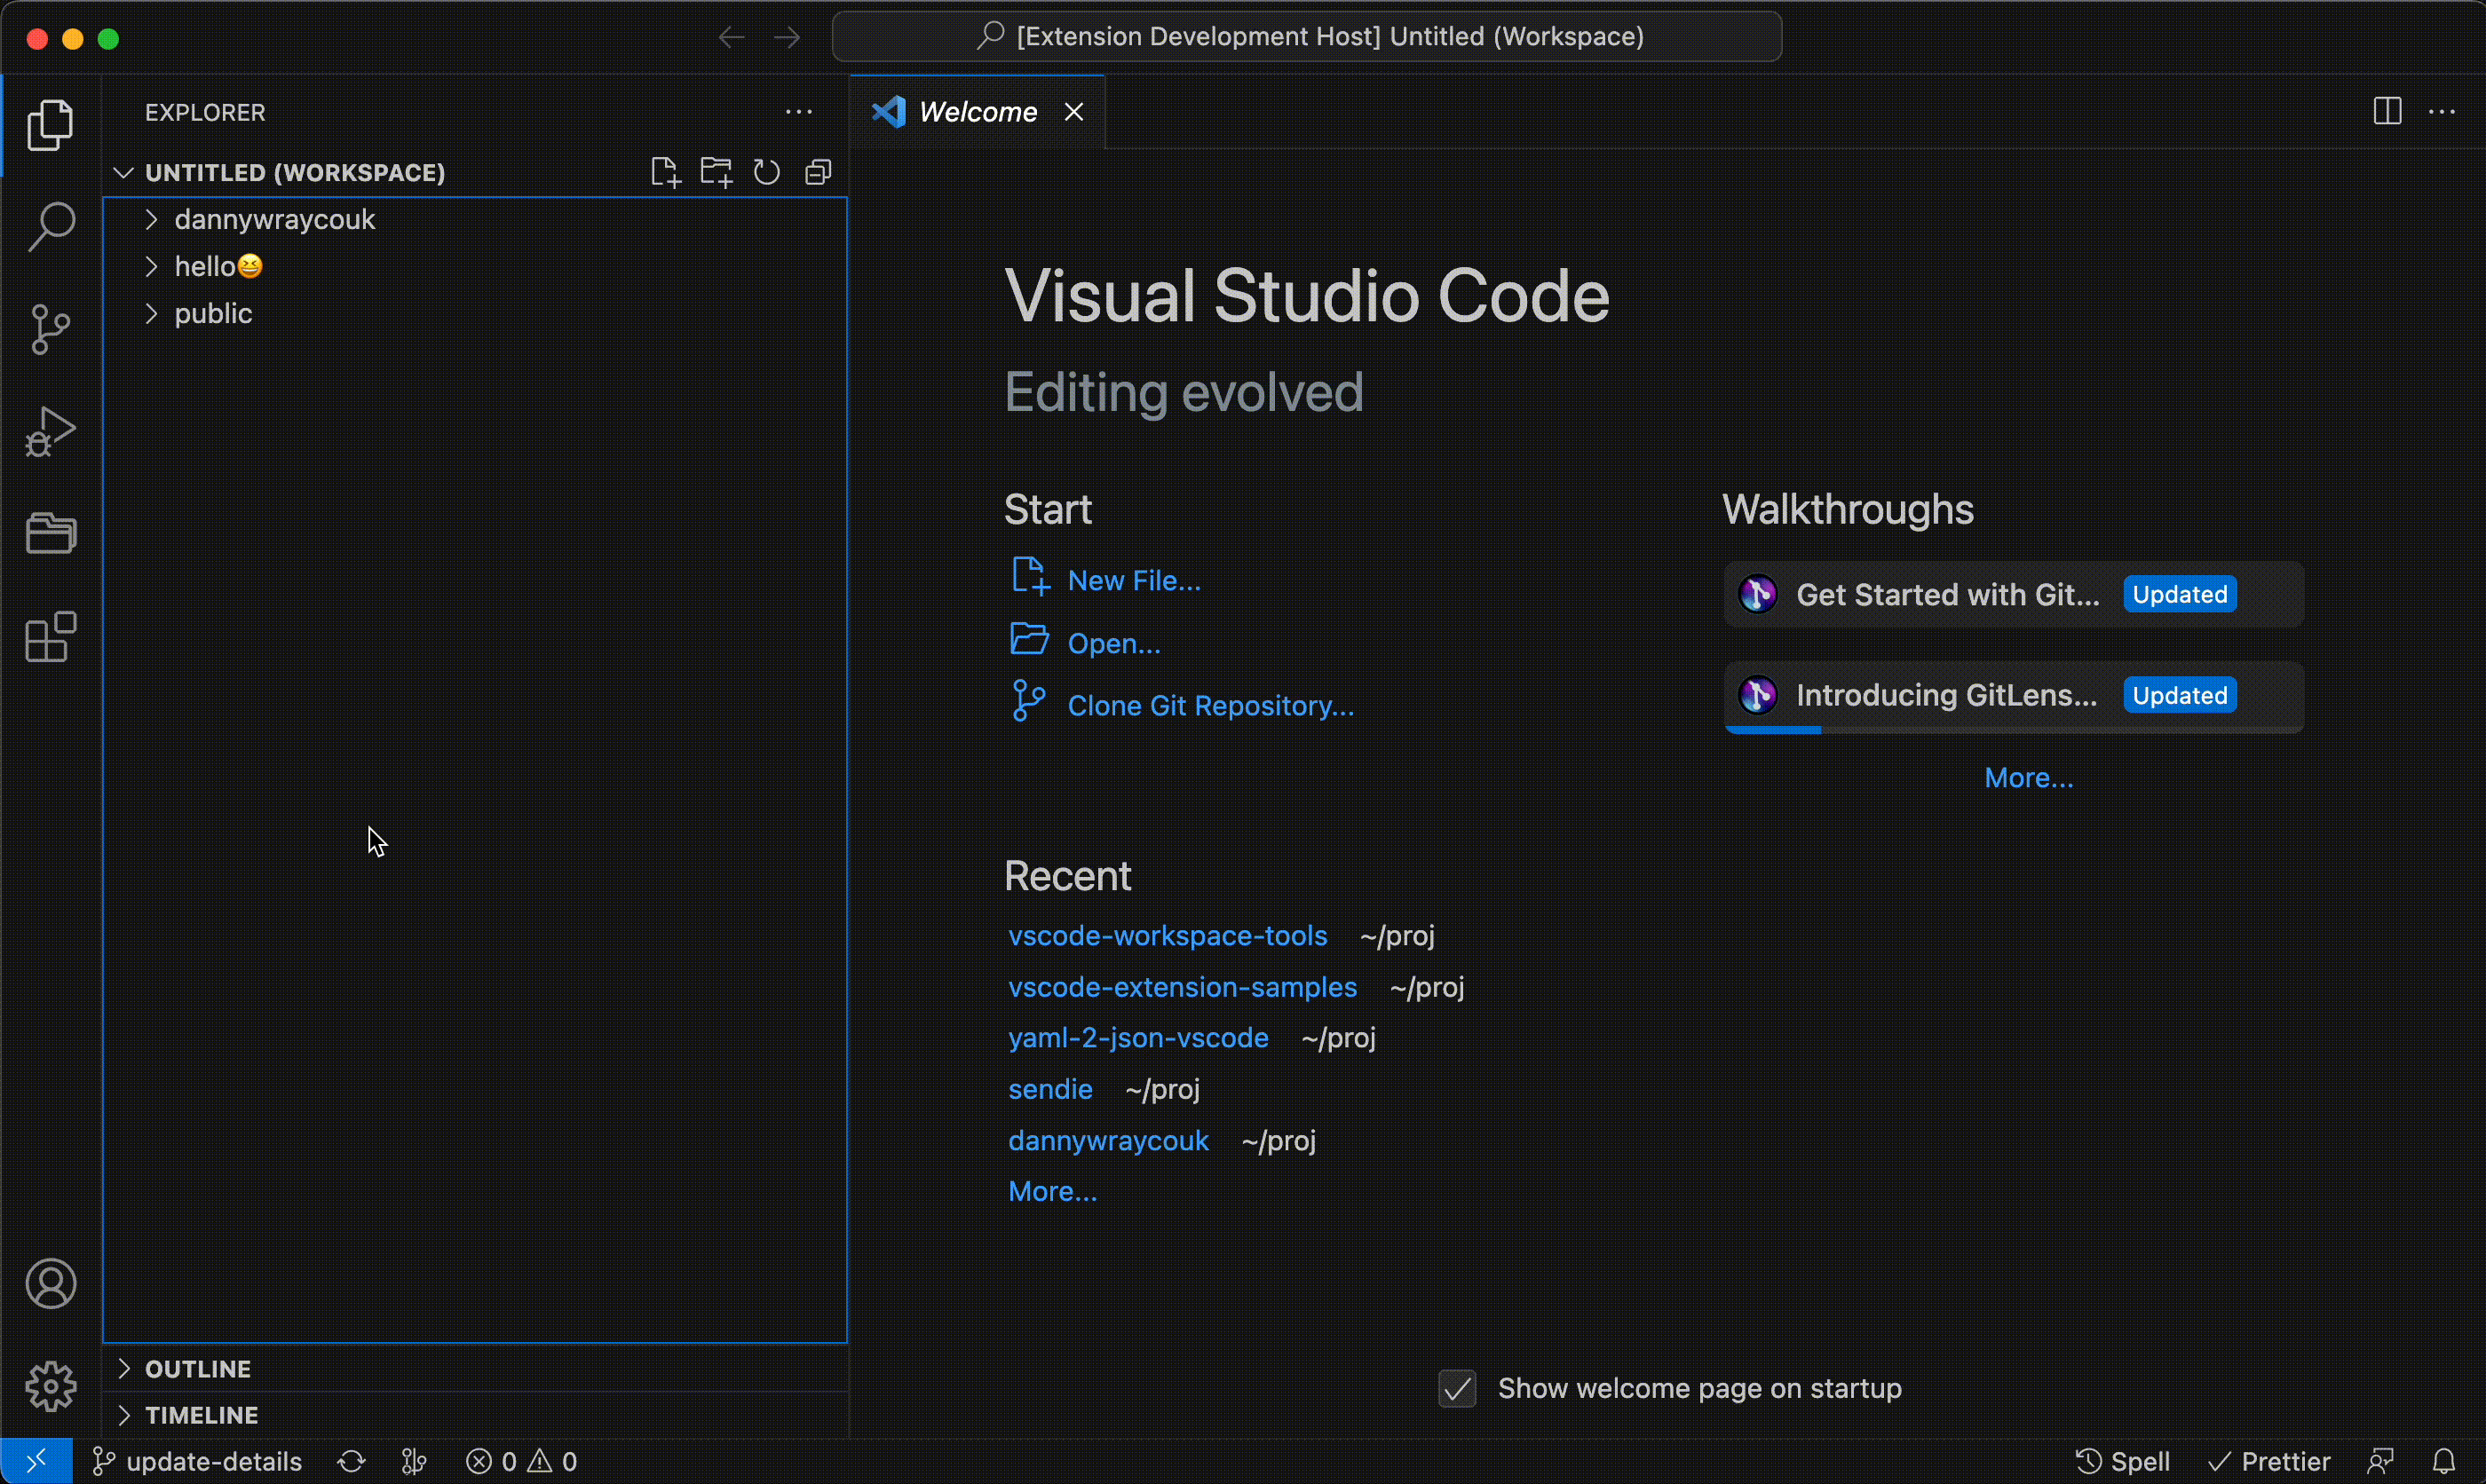 [Extension Development Host] Untitled (Workspace)
EXPLORER
UNTITLED (WORKSPACE)
dannywraycouk
hello😆
public
OUTLINE
TIMELINE
Welcome
Visual Studio Code
Editing evolved
Start
New File...
Open...
Clone Git Repository...
Walkthroughs
Get Started with Git... Updated
Introducing GitLens... Updated
More...
Recent
vscode-workspace-tools ~/proj
vscode-extension-samples ~/proj
yaml-2-json-vscode ~/proj
sendie ~/proj
dannywraycouk ~/proj
More...
Show welcome page on startup
update-details 0 0 Spell Prettier